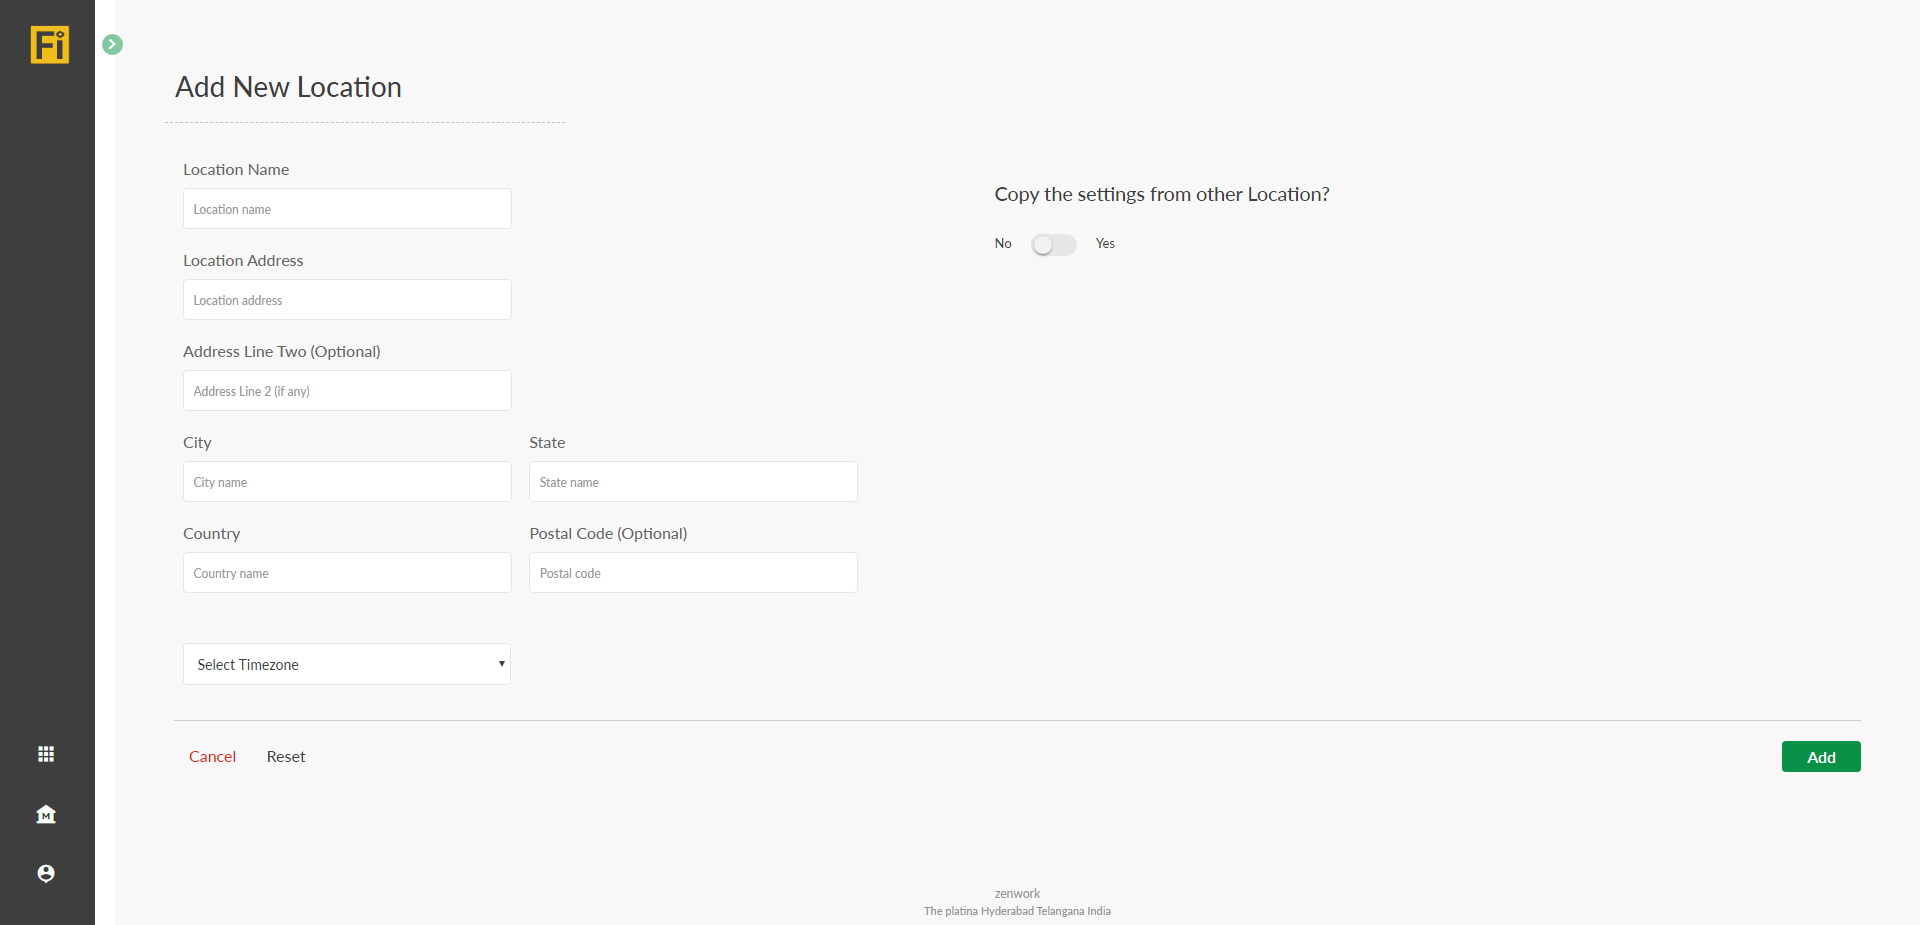 Fi
Add New Location
Location Name
Location name
Copy the settings from other Location?
No Yes
Location Address
Location address
Address Line Two (Optional)
Address Line 2 (if any)
City State
City name State name
Country Postal Code (Optional)
Country name Postal code
Select Timezone
Cancel Reset Add
M
zenwork
The platina Hyderabad Telangana India